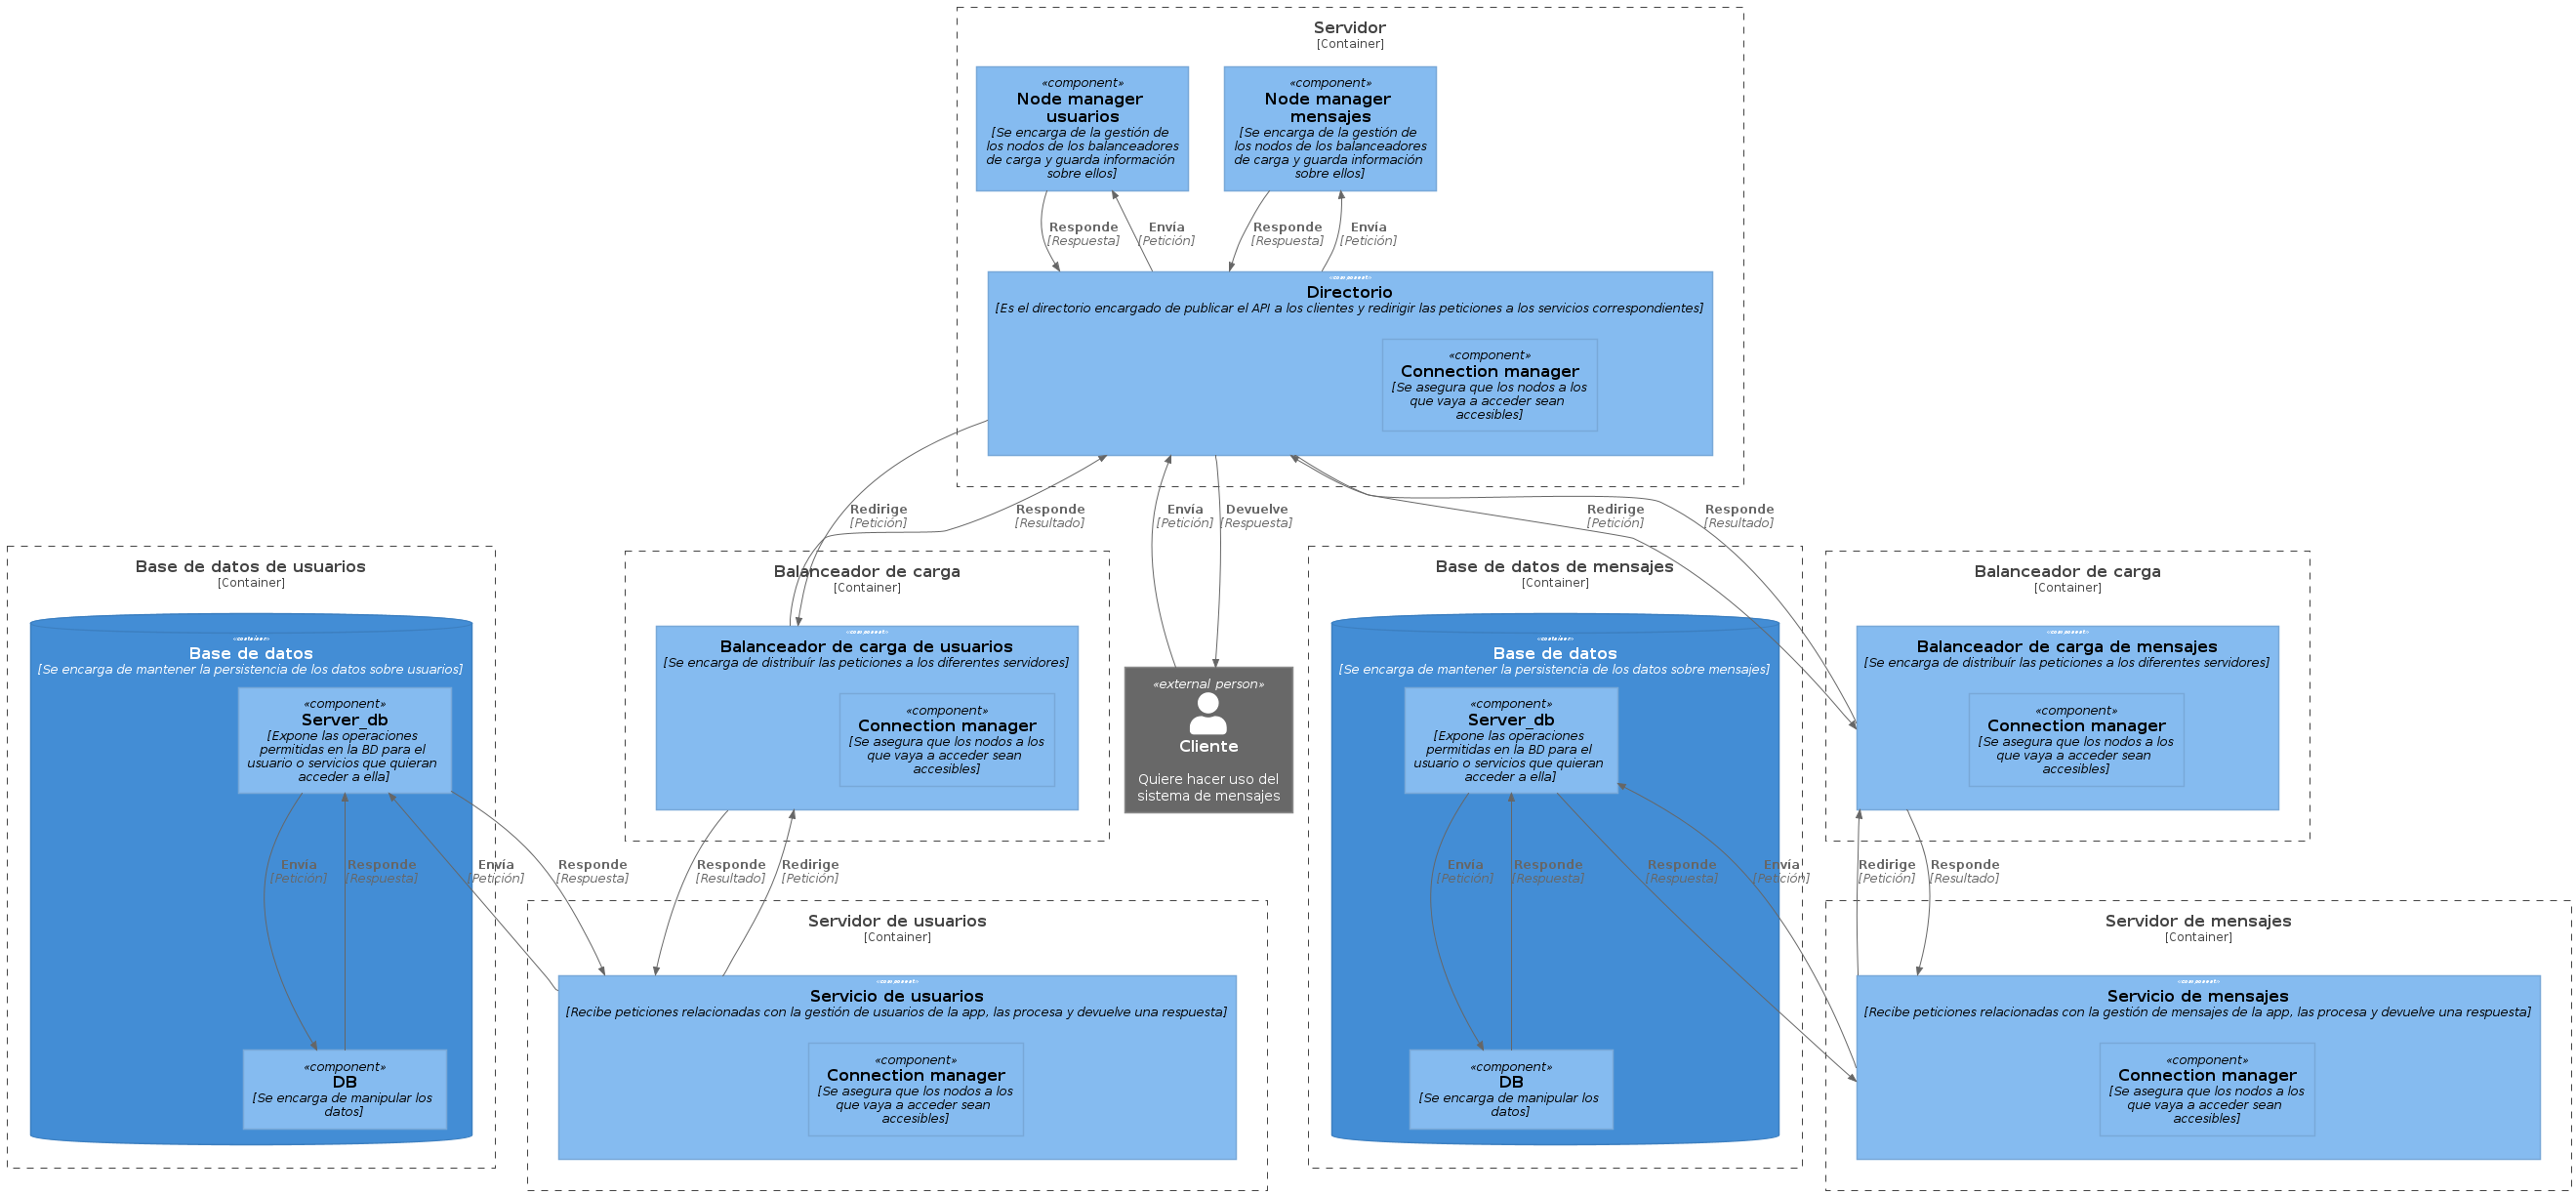 Servidor
[Container]
«component»
Node manager
usuarios
[Se encarga de la gestión de
los nodos de los balanceadores
de carga y guarda información
sobre ellos]
«component»
Node manager
mensajes
[Se encarga de la gestión de
los nodos de los balanceadores
de carga y guarda información
sobre ellos]
Responde
[Respuesta]
Envía
[Petición]
Responde
[Respuesta]
Envía
[Petición]
«component»
Directorio
[Es el directorio encargado de publicar el API a los clientes y redirigir las peticiones a los servicios correspondientes]
«component»
Connection manager
[Se asegura que los nodos a los
que vaya a acceder sean
accesibles]
Redirige
[Petición]
Responde
[Resultado]
Envía
[Petición]
Devuelve
[Respuesta]
Redirige
[Petición]
Responde
[Resultado]
Base de datos de usuarios
[Container]
«container»
Base de datos
[Se encarga de mantener la persistencia de los datos sobre usuarios]
«component»
Server_db
[Expone las operaciones
permitidas en la BD para el
usuario o servicios que quieran
acceder a ella]
Balanceador de carga
[Container]
«component»
Balanceador de carga de usuarios
[Se encarga de distribuír las peticiones a los diferentes servidores]
«component»
Connection manager
[Se asegura que los nodos a los
que vaya a acceder sean
accesibles]
«external person»
Cliente
Quiere hacer uso del
sistema de mensajes
Base de datos de mensajes
[Container]
«container»
Base de datos
[Se encarga de mantener la persistencia de los datos sobre mensajes]
«component»
Server_db
[Expone las operaciones
permitidas en la BD para el
usuario o servicios que quieran
acceder a ella]
Balanceador de carga
[Container]
«component»
Balanceador de carga de mensajes
[Se encarga de distribuír las peticiones a los diferentes servidores]
«component»
Connection manager
[Se asegura que los nodos a los
que vaya a acceder sean
accesibles]
Envía
[Petición]
Responde
[Respuesta]
Envía
[Petición]
Responde
[Respuesta]
Responde
[Resultado]
Redirige
[Petición]
Envía
[Petición]
Responde
[Respuesta]
Responde
[Respuesta]
Envía
[Petición]
Redirige
[Petición]
Responde
[Resultado]
«component»
DB
[Se encarga de manipular los
datos]
Servidor de usuarios
[Container]
«component»
Servicio de usuarios
[Recibe peticiones relacionadas con la gestión de usuarios de la app, las procesa y devuelve una respuesta]
«component»
Connection manager
[Se asegura que los nodos a los
que vaya a acceder sean
accesibles]
«component»
DB
[Se encarga de manipular los
datos]
Servidor de mensajes
[Container]
«component»
Servicio de mensajes
[Recibe peticiones relacionadas con la gestión de mensajes de la app, las procesa y devuelve una respuesta]
«component»
Connection manager
[Se asegura que los nodos a los
que vaya a acceder sean
accesibles]